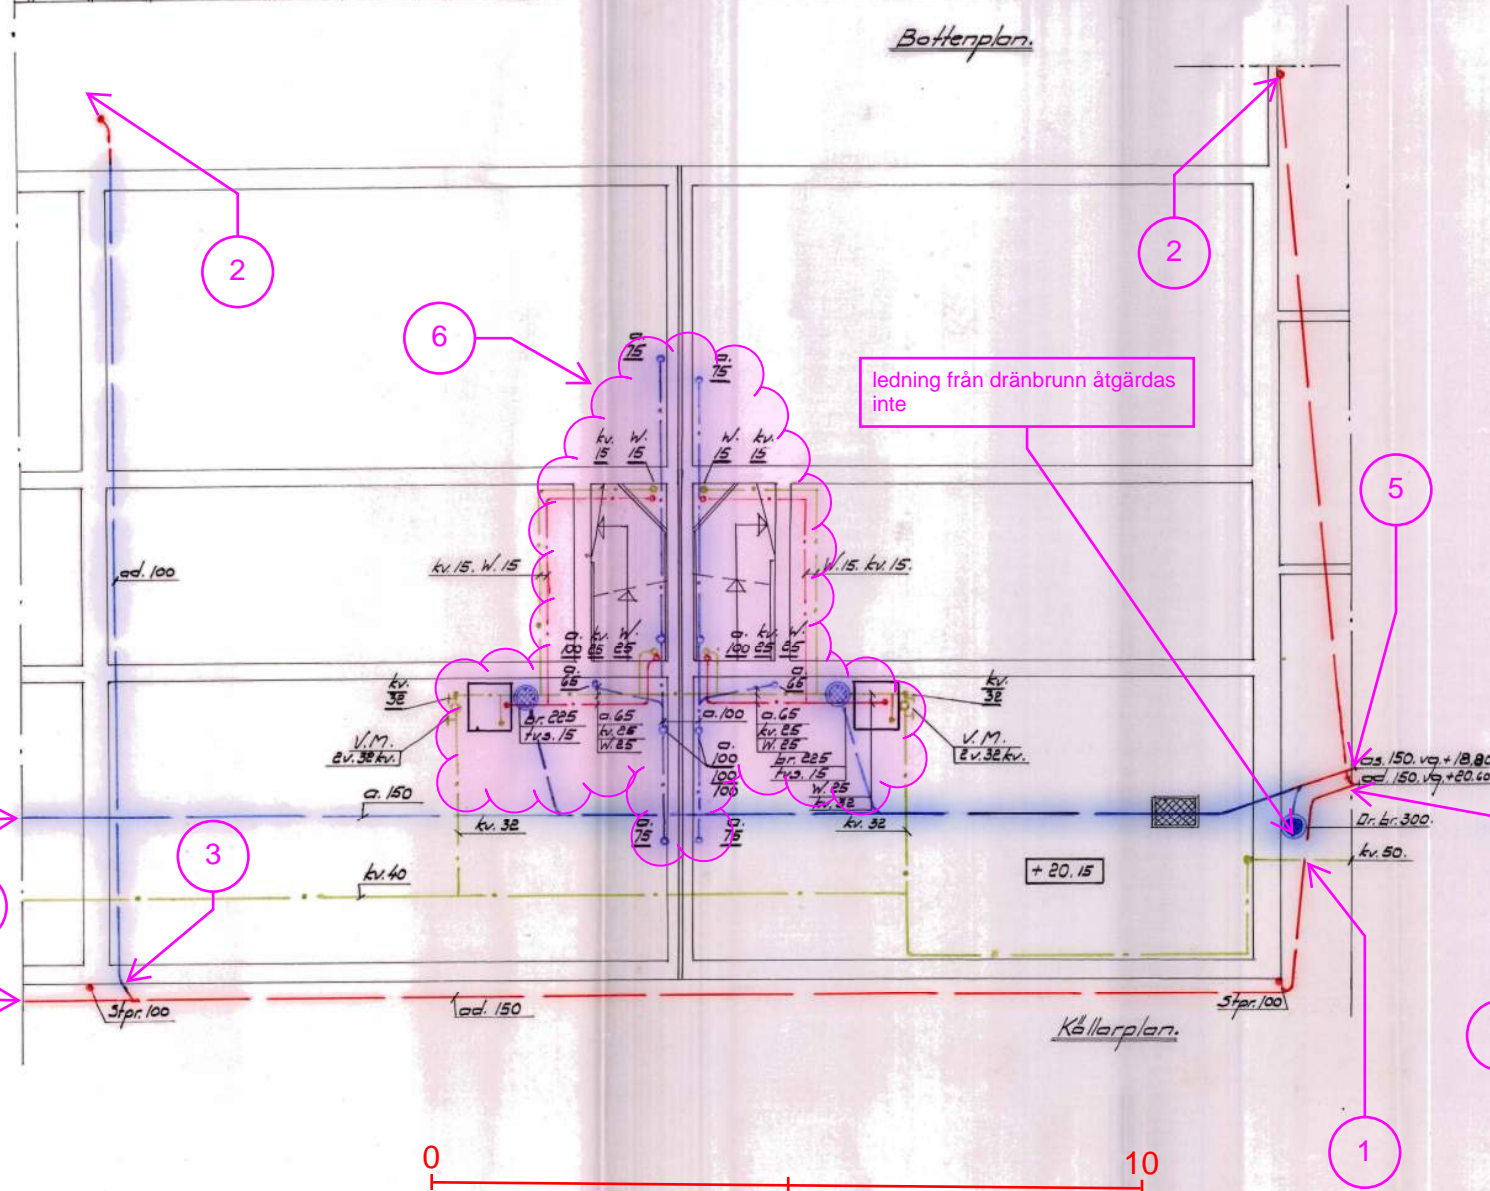 Bottenplan.
2
2
6
a.
75
a.
75
ledning från dränbrunn åtgärdas
inte
kv. W.
15 15
W. kv.
15 15
5
ad. 100
kv. 15. W. 15
W. 15. kv. 15.
a. kv. W.
100 25 25
a. kv. W.
100 25 25
a.
65
a.
65
kv.
32
kv.
32
br. 225
tvs. 15
a. 65
kv. 25
W. 25
a. 100
a. 65
kv. 25
W. 25
br. 225
tvs. 15
V.M.
2v. 32 kv.
V.M.
2v. 32 kv.
a.
100
100
100
W. 25
kv. 32
as. 150. vg. + 18,80
ad. 150. vg. + 20.60
a. 150
kv. 32
a.
75
a.
75
kv. 32
Dr. br. 300.
kv. 50.
3
kv. 40
+ 20.15
Stpr. 100
ad. 150
Stpr. 100
Källarplan.
1
0
10